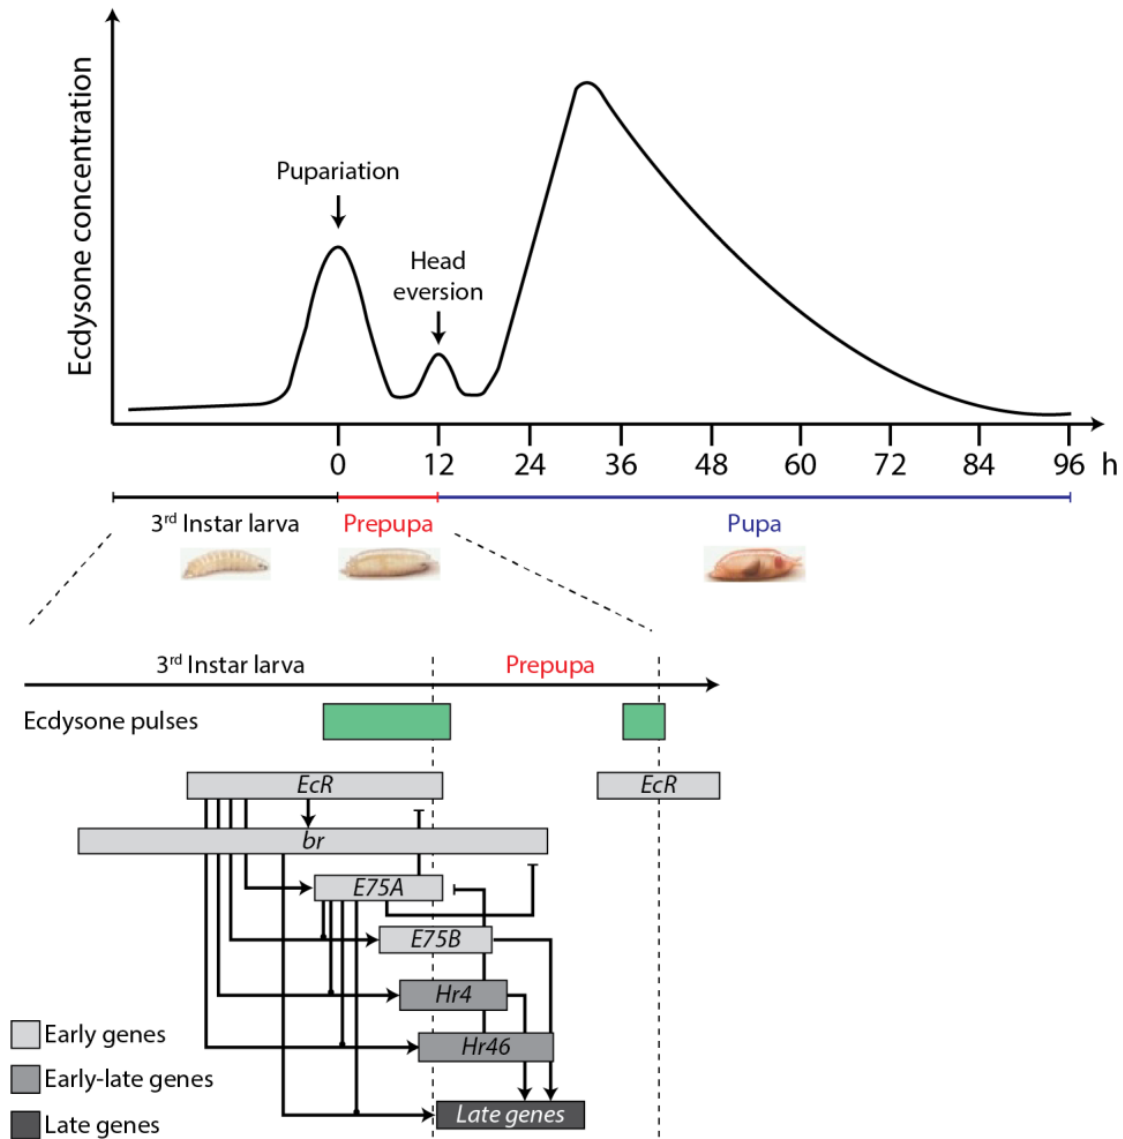 Ecdysone concentration
Pupariation
Head
eversion
0 12 24 36 48 60 72 84 96 h
3rd Instar larva Prepupa Pupa
3rd Instar larva Prepupa
Ecdysone pulses
EcR EcR
br
E75A
E75B
Hr4
Early genes
Hr46
Early-late genes
Late genes
Late genes